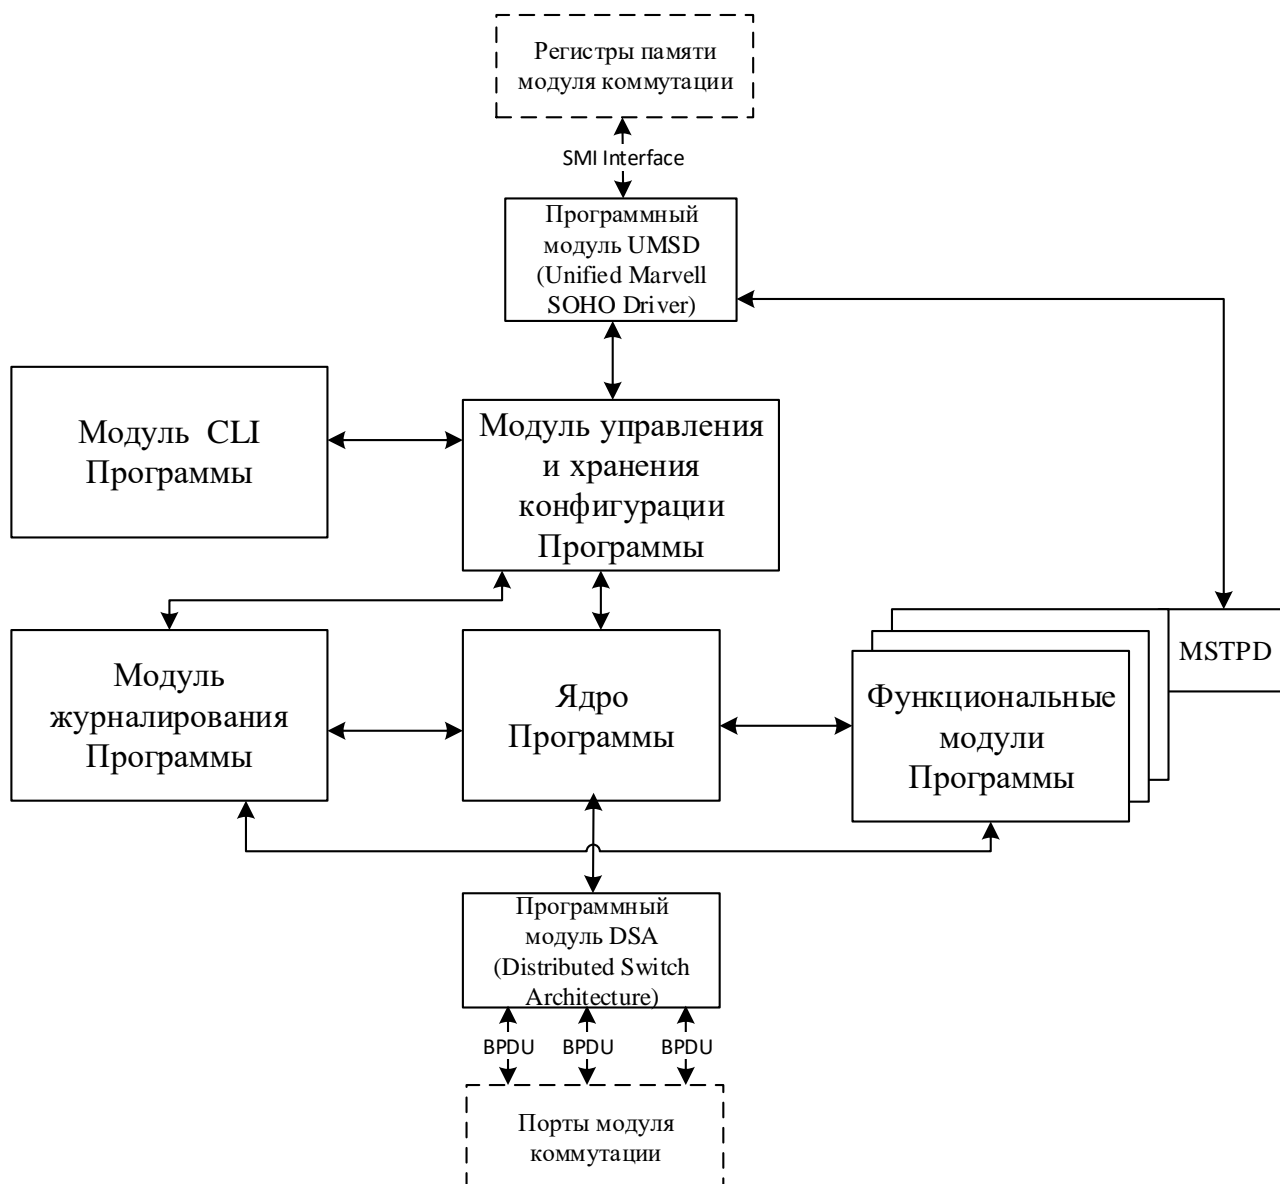 Регистры памяти
модуля коммутации
SMI Interface
Программный
модуль UMSD
(Unified Marvell
SOHO Driver)
Модуль CLI
Программы
Модуль управления
и хранения
конфигурации
Программы
Модуль
журналирования
Программы
Ядро
Программы
Функциональные
модули
Программы
MSTPD
Программный
модуль DSA
(Distributed Switch
Architecture)
BPDU BPDU BPDU
Порты модуля
коммутации